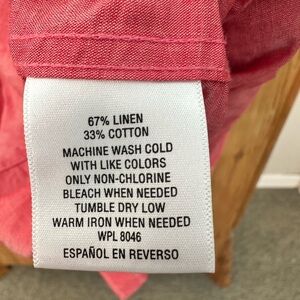 67% LINEN
33% COTTON
MACHINE WASH COLD
WITH LIKE COLORS
ONLY NON-CHLORINE
BLEACH WHEN NEEDED
TUMBLE DRY LOW
WARM IRON WHEN NEEDED
WPL 8046
ESPAÑOL EN REVERSO